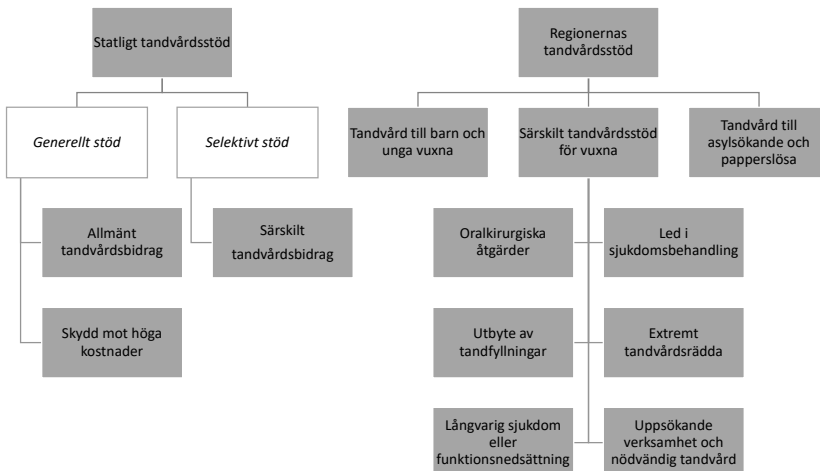 Statligt tandvårdsstöd
Generellt stöd
Selektivt stöd
Allmänt
tandvårdsbidrag
Särskilt
tandvårdsbidrag
Skydd mot höga
kostnader
Regionernas
tandvårdsstöd
Tandvård till barn och
unga vuxna
Särskilt tandvårdsstöd
för vuxna
Tandvård till
asylsökande och
papperslösa
Oralkirurgiska
åtgärder
Led i
sjukdomsbehandling
Utbyte av
tandfyllningar
Extremt
tandvårdsrädda
Långvarig sjukdom
eller
funktionsnedsättning
Uppsökande
verksamhet och
nödvändig tandvård